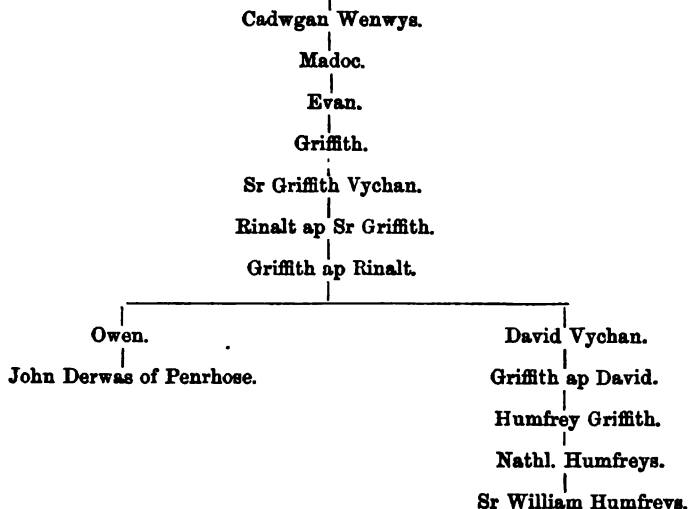 Cadwgan Wenwys.
Madoc.
Evan.
Griffith.
Sr Griffith Vychan.
Rinalt ap Sr Griffith.
Griffith ap Rinalt.
Owen.
David Vychan.
John Derwas of Penrhose.
Griffith ap David.
Humfrey Griffith.
Nathl. Humfreys.
Sr William Humfreys.